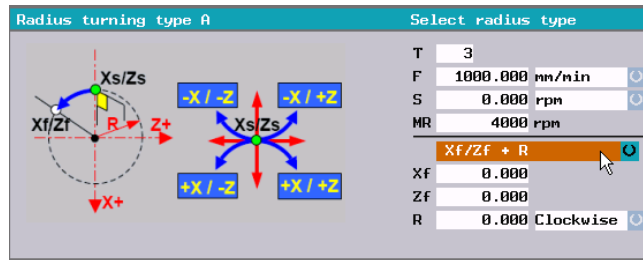 Radius turning type A
Select radius type
Xs/Zs
Xf/Zf
R
Z+
X+
-X / -Z
-X / +Z
Xs/Zs
+X / -Z
+X / +Z
T 3
F 1000.000 mm/min
S 0.000 rpm
MR 4000 rpm
Xf/Zf + R
Xf 0.000
Zf 0.000
R 0.000 Clockwise